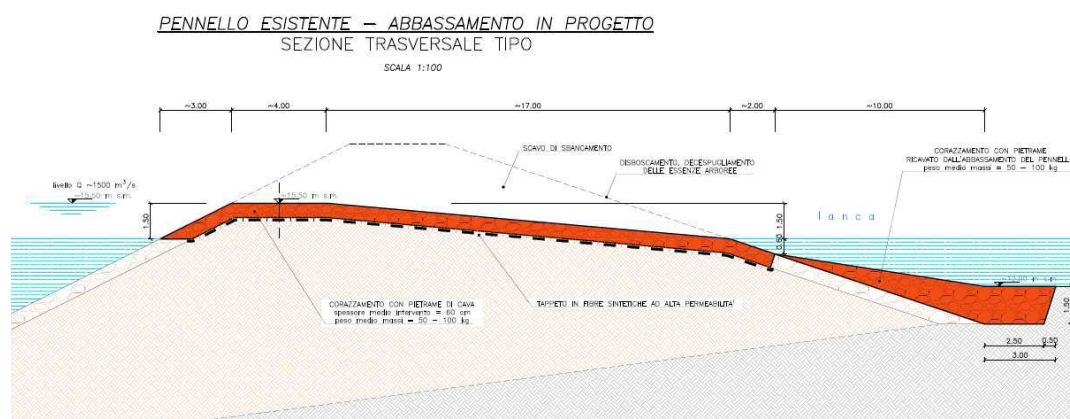 PENNELLO ESISTENTE – ABBASSAMENTO IN PROGETTO
SEZIONE TRASVERSALE TIPO
SCALA 1:100
~3.00
~4.00
~17.00
~2.00
~10.00
SCAVO DI SBANCAMENTO
DISBOSCAMENTO, DECESPUGLIAMENTO
DELLE ESSENZE ARBOREE
CORAZZAMENTO CON PIETRAME
RICAVATO DALL'ABBASSAMENTO DEL PENNELL
peso medio massi = 50 – 100 kg
livello Q ~1500 m³/s
~15.50 m s.m.
~15.50 m s.m.
1.50
1.50
0.50
lanca
CORAZZAMENTO CON PIETRAME DI CAVA
spessore medio intervento = 60 cm
peso medio massi = 50 – 100 kg
TAPPETO IN FIBRE SINTETICHE AD ALTA PERMEABILITA'
1.50
2.50
0.50
3.00